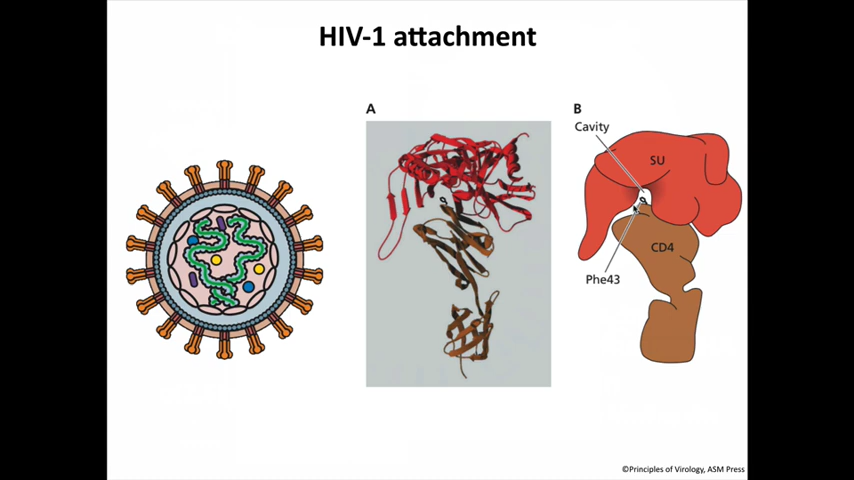 HIV-1 attachment
A
B
Cavity
SU
CD4
Phe43
©Principles of Virology, ASM Press